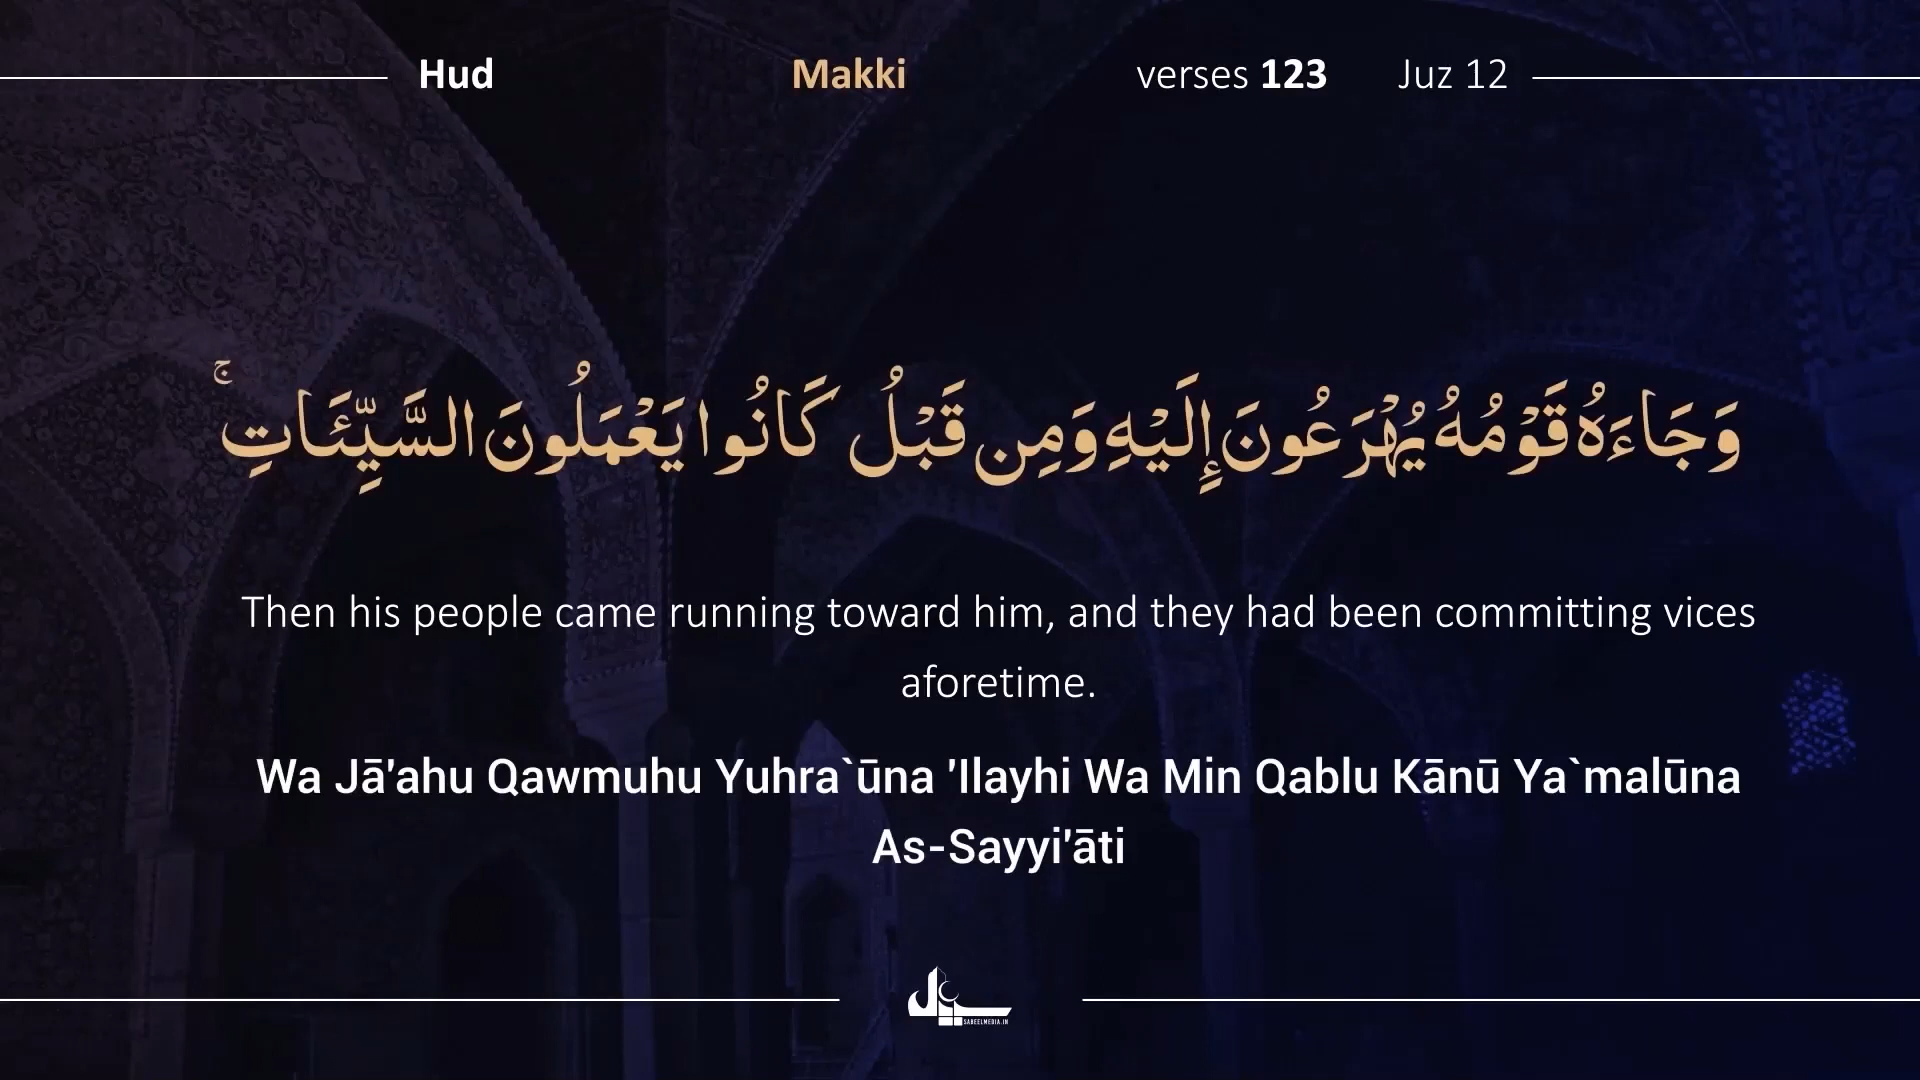 Hud Makki verses 123 Juz 12
وَجَاءَهُ قَوْمُهُ يُهْرَعُونَ إِلَيْهِ وَمِن قَبْلُ كَانُوا يَعْمَلُونَ السَّيِّئَاتِ ۚ
Then his people came running toward him, and they had been committing vices
aforetime.
Wa Jā'ahu Qawmuhu Yuhra`ūna 'Ilayhi Wa Min Qablu Kānū Ya`malūna
As-Sayyi'āti
SABEELMEDIA.IN